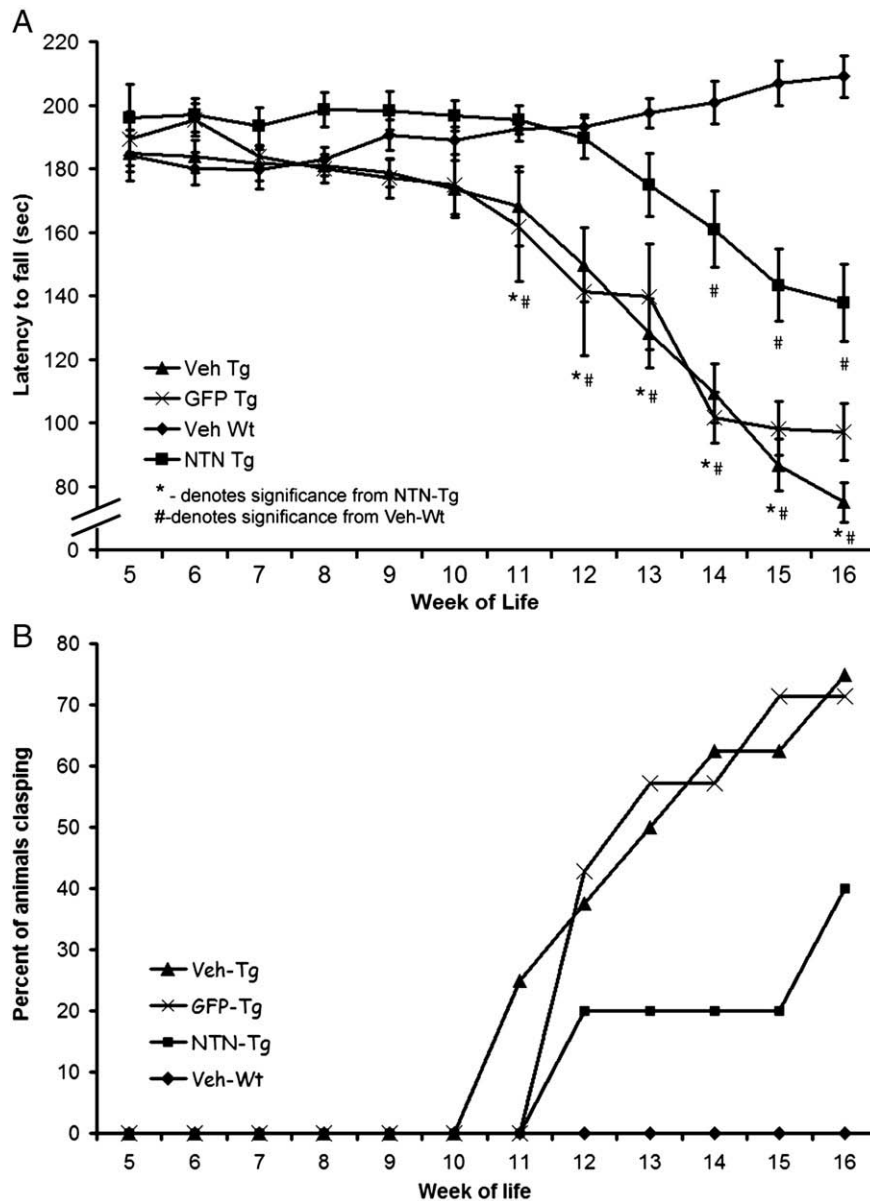 A
220
200
180
160
140
120
100
80
0
Latency to fall (sec)
*#
*#
*#
#
*#
#
*#
#
*#
Veh Tg
GFP Tg
Veh Wt
NTN Tg
* - denotes significance from NTN-Tg
#-denotes significance from Veh-Wt
5 6 7 8 9 10 11 12 13 14 15 16
Week of Life
B
80
70
60
50
40
30
20
10
0
Percent of animals clasping
Veh-Tg
GFP-Tg
NTN-Tg
Veh-Wt
5 6 7 8 9 10 11 12 13 14 15 16
Week of life